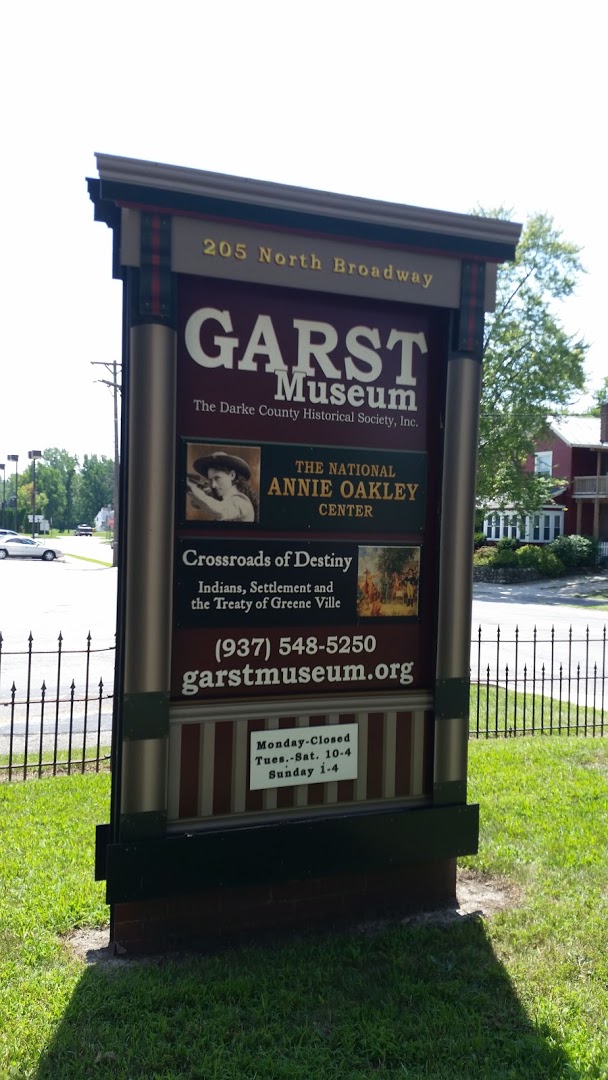 205 North Broadway
GARST
Museum
The Darke County Historical Society, Inc.
THE NATIONAL
ANNIE OAKLEY
CENTER
Crossroads of Destiny
Indians, Settlement and
the Treaty of Greene Ville
(937) 548-5250
garstmuseum.org
Monday-Closed
Tues.-Sat. 10-4
Sunday 1-4